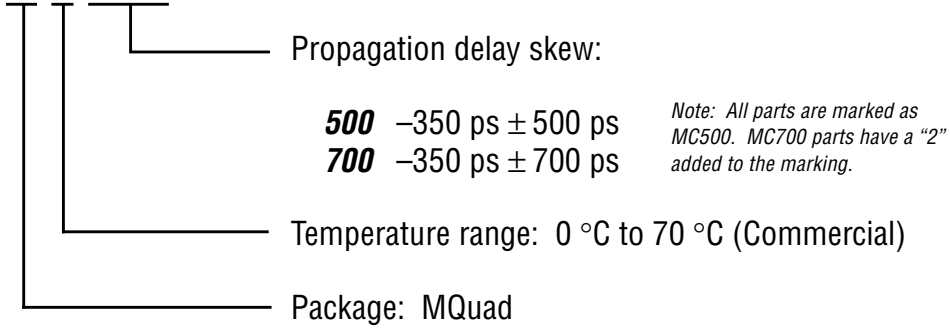 Propagation delay skew:
500 –350 ps ± 500 ps
700 –350 ps ± 700 ps
Note: All parts are marked as
MC500. MC700 parts have a “2”
added to the marking.
Temperature range: 0 °C to 70 °C (Commercial)
Package: MQuad